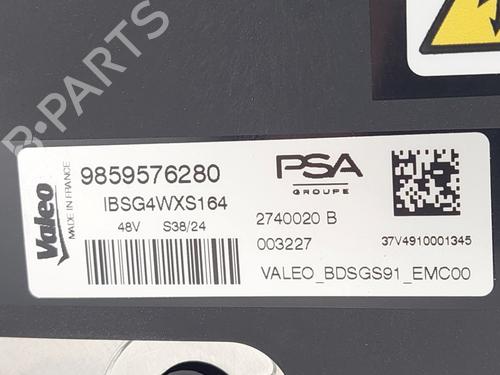 B-PARTS
Valeo
MADE IN FRANCE
9859576280
IBSG4WXS164
48V S38/24
PSA
GROUPE
2740020 B
003227
37V4910001345
VALEO_BDSGS91_EMC00